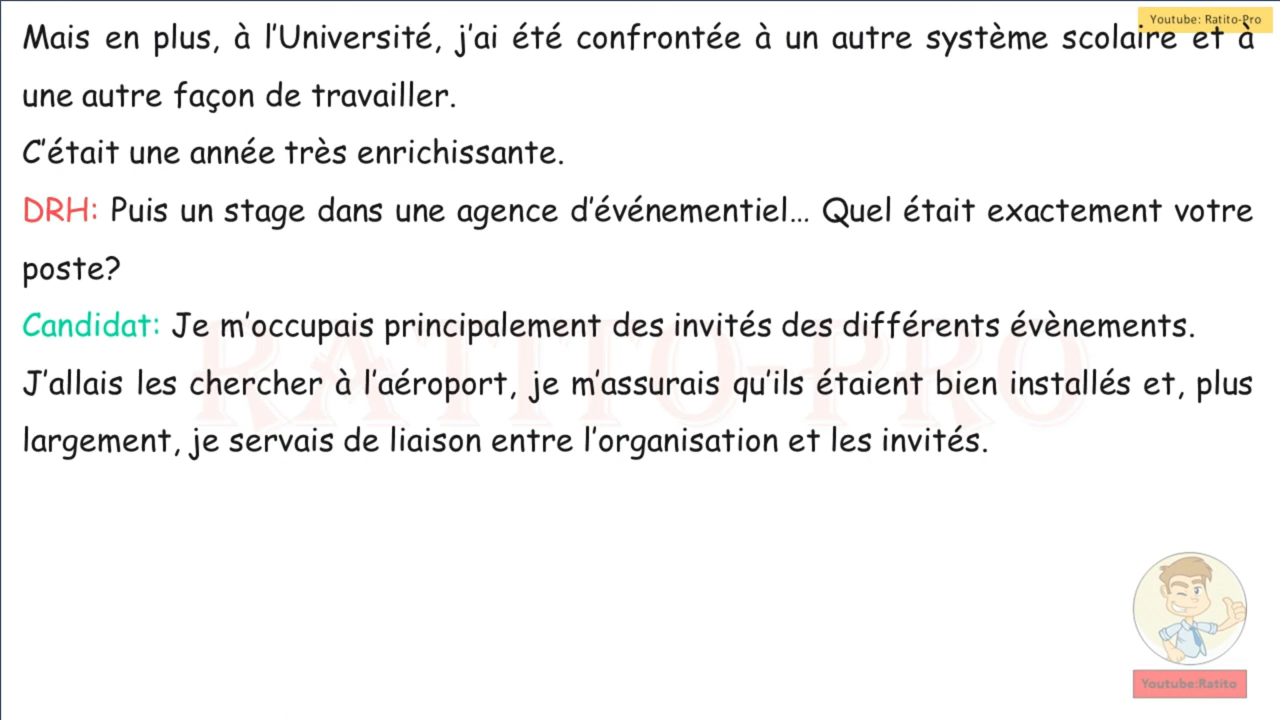 Youtube: Ratito-Pro
Mais en plus, à l'Université, j'ai été confrontée à un autre système scolaire et à
une autre façon de travailler.
C'était une année très enrichissante.
DRH: Puis un stage dans une agence d'événementiel... Quel était exactement votre
poste?
Candidat: Je m'occupais principalement des invités des différents évènements.
J'allais les chercher à l'aéroport, je m'assurais qu'ils étaient bien installés et, plus
largement, je servais de liaison entre l'organisation et les invités.
RATITO-PRO
Youtube:Ratito